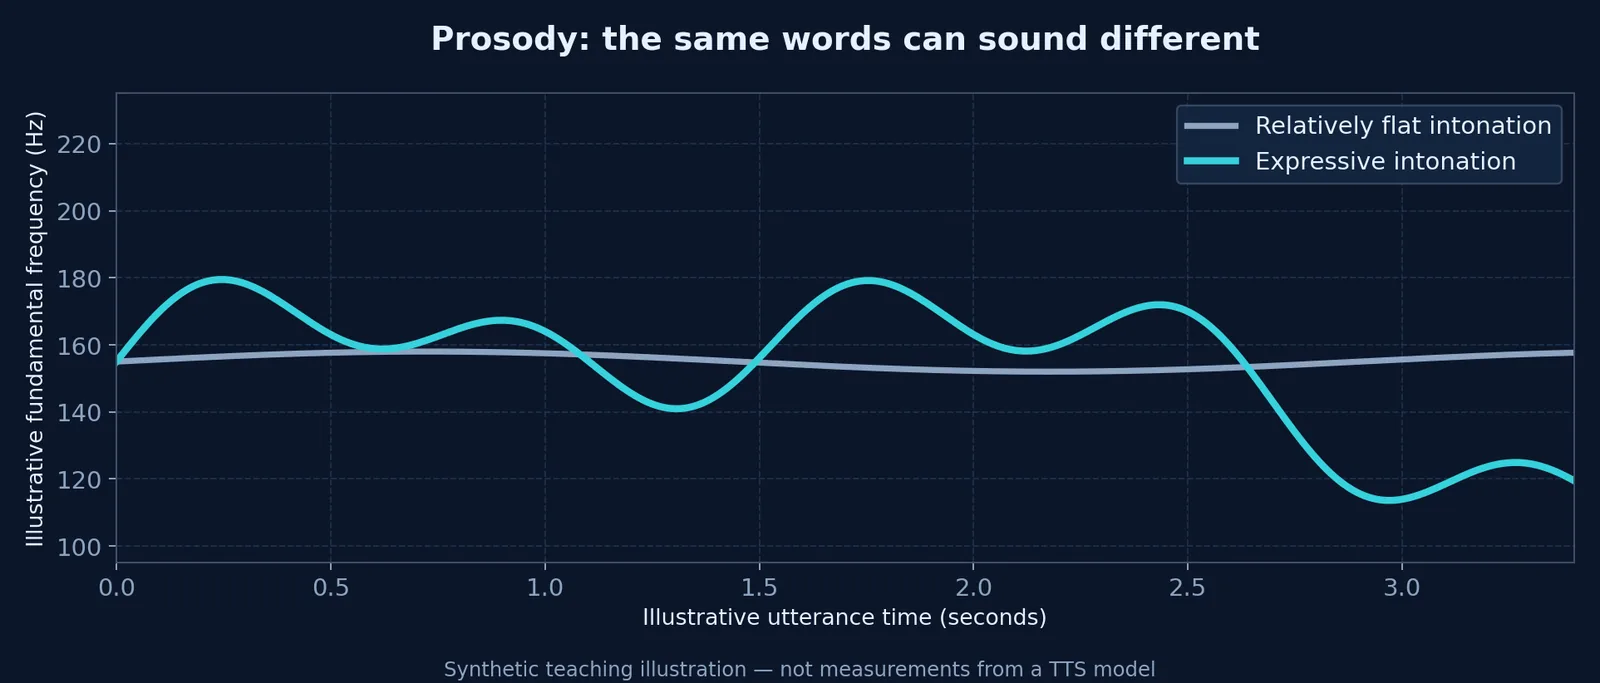 Prosody: the same words can sound different
Illustrative fundamental frequency (Hz)
220
200
180
160
140
120
100
Relatively flat intonation
Expressive intonation
0.0 0.5 1.0 1.5 2.0 2.5 3.0
Illustrative utterance time (seconds)
Synthetic teaching illustration — not measurements from a TTS model